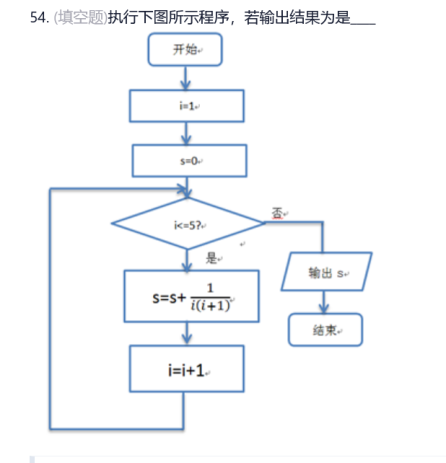 54. (填空题)执行下图所示程序，若输出结果为是____
开始
i=1
s=0
i<=5?
否
是
输出 s
s=s+ 1/i(i+1)
结束
i=i+1